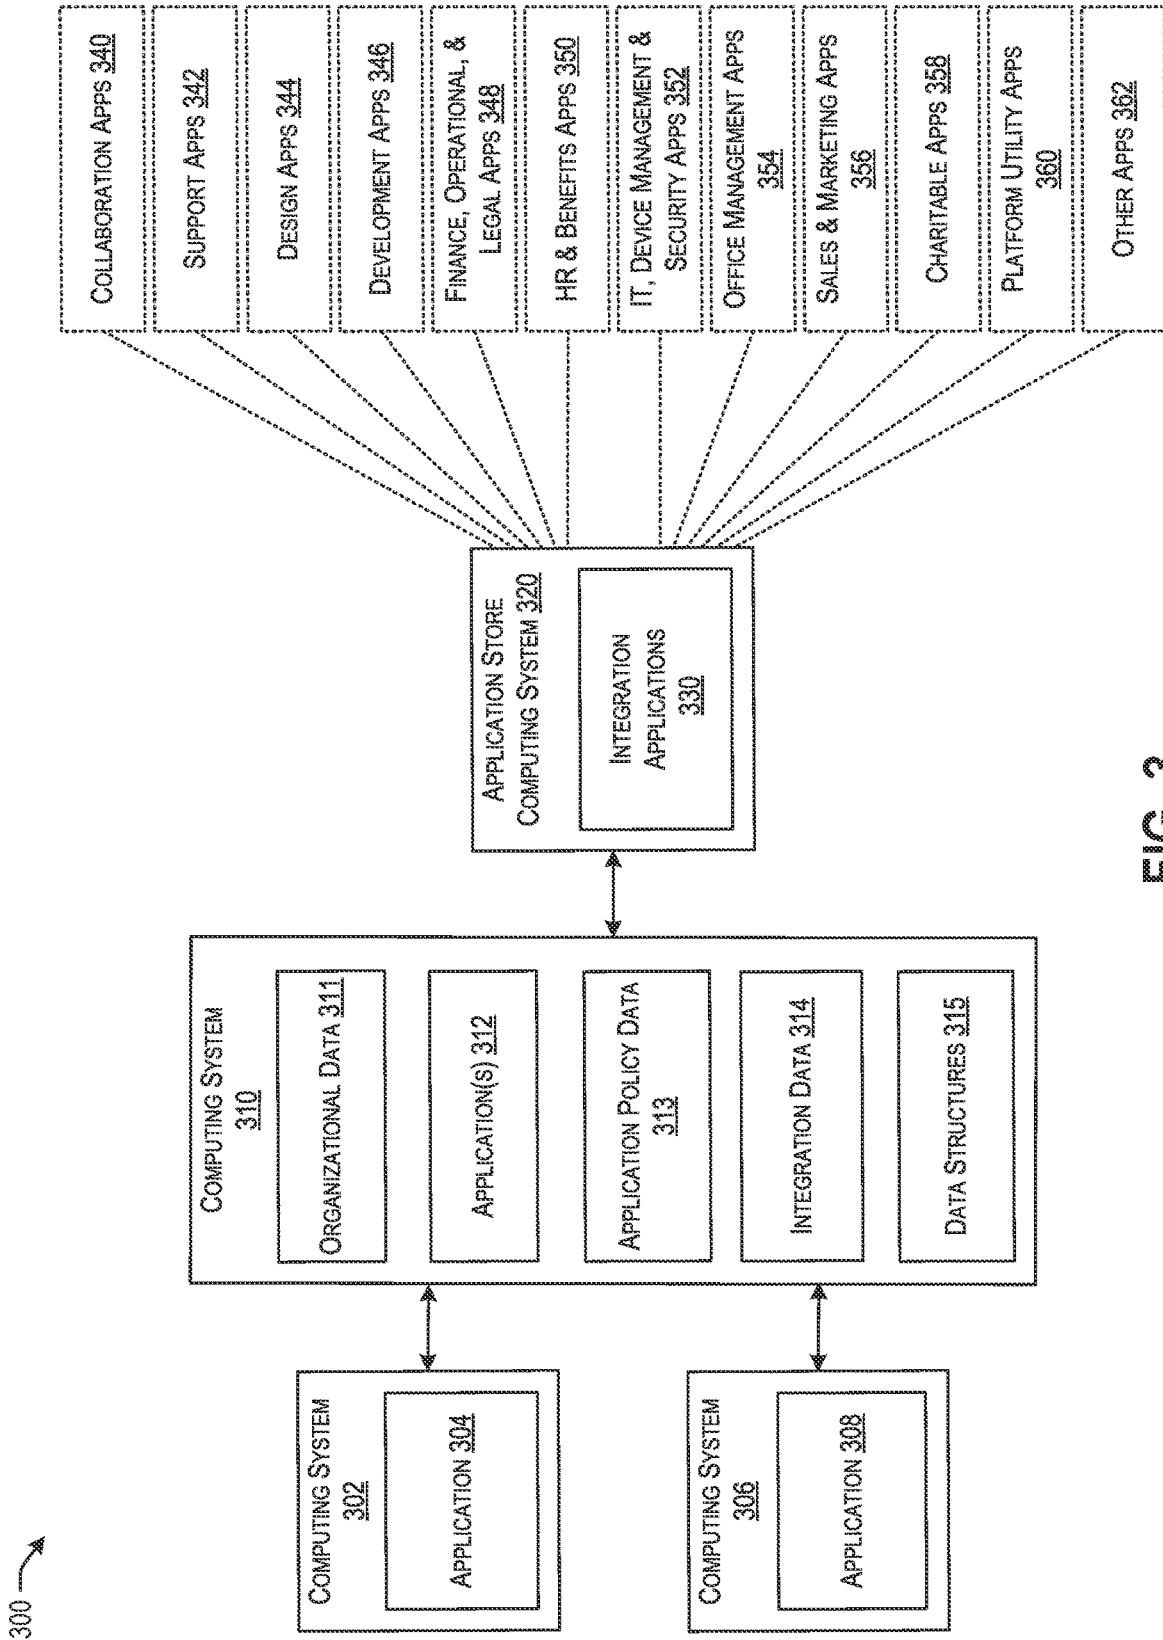 300
COMPUTING SYSTEM
302
APPLICATION 304
COMPUTING SYSTEM
306
APPLICATION 308
COMPUTING SYSTEM
310
ORGANIZATIONAL DATA 311
APPLICATION(S) 312
APPLICATION POLICY DATA
313
INTEGRATION DATA 314
DATA STRUCTURES 315
APPLICATION STORE
COMPUTING SYSTEM 320
INTEGRATION
APPLICATIONS
330
COLLABORATION APPS 340
SUPPORT APPS 342
DESIGN APPS 344
DEVELOPMENT APPS 346
FINANCE, OPERATIONAL, &
LEGAL APPS 348
HR & BENEFITS APPS 350
IT, DEVICE MANAGEMENT &
SECURITY APPS 352
OFFICE MANAGEMENT APPS
354
SALES & MARKETING APPS
356
CHARITABLE APPS 358
PLATFORM UTILITY APPS
360
OTHER APPS 362
FIG. 3